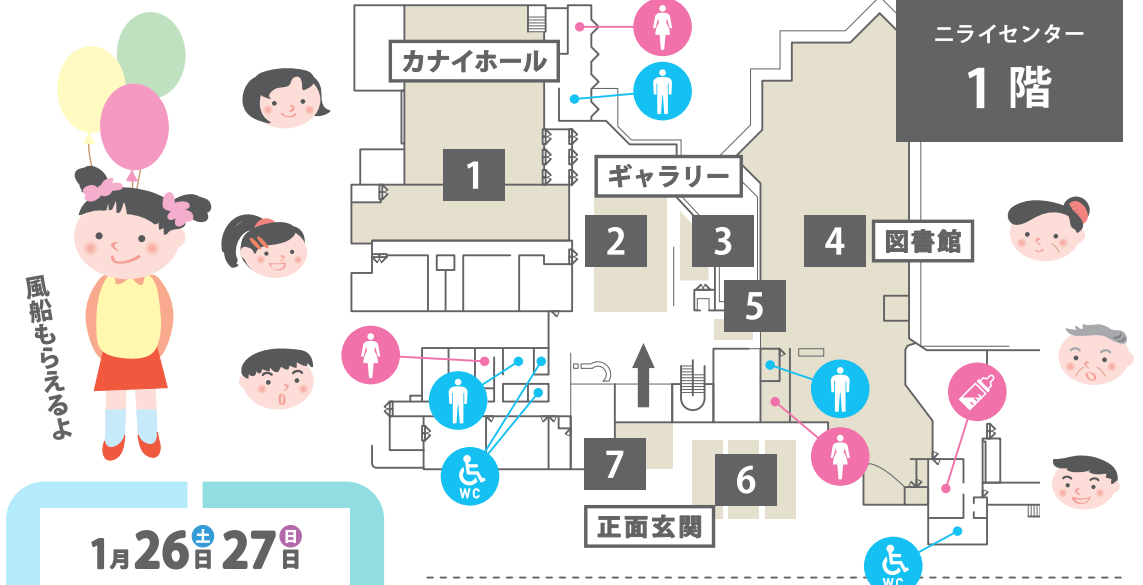 ニライセンター
1階
カナイホール
1
ギャラリー
2
3
4
図書館
5
風船もらえるよ
WC
7
6
正面玄関
1月26日土 27日日
WC